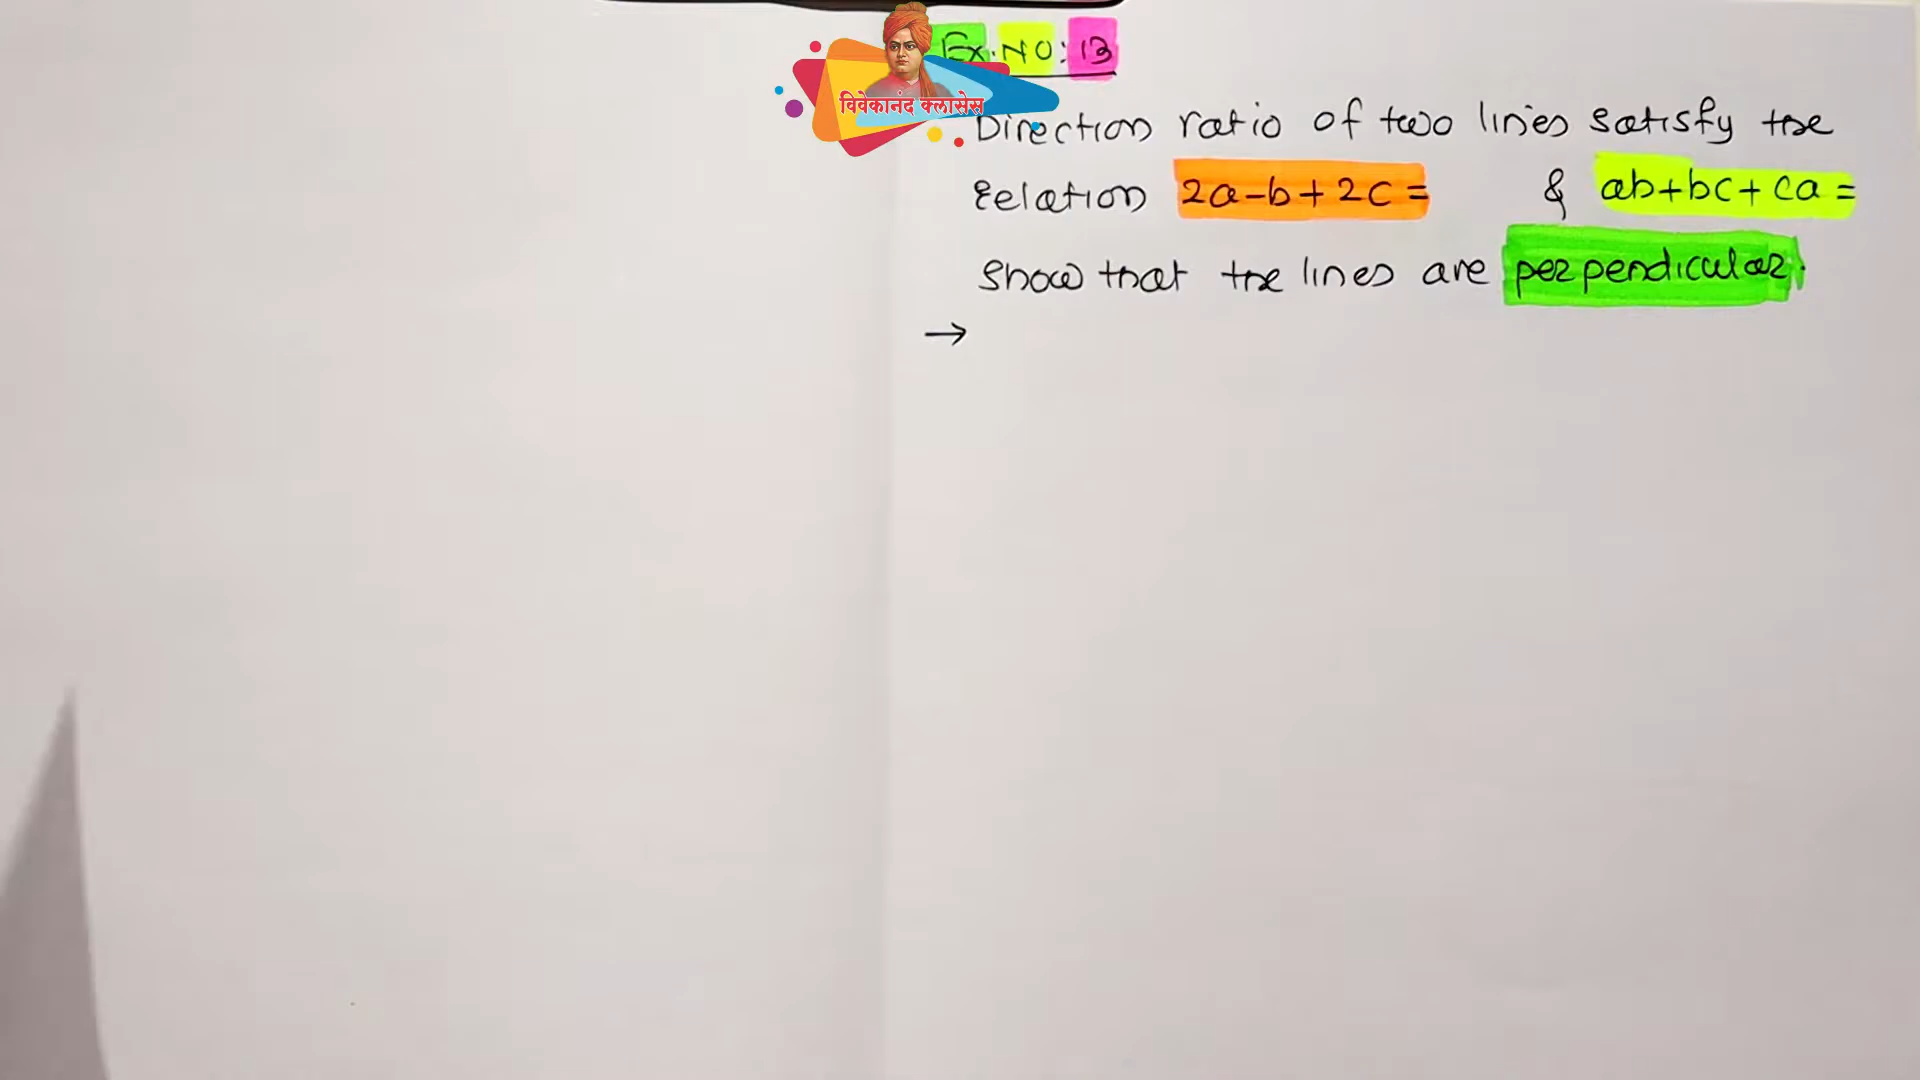 Ex. NO: 13
विवेकानंद क्लासेस
Direction ratio of two lines satisfy the
relation 2a-b+2c= & ab+bc+ca=
show that the lines are perpendicular.
→